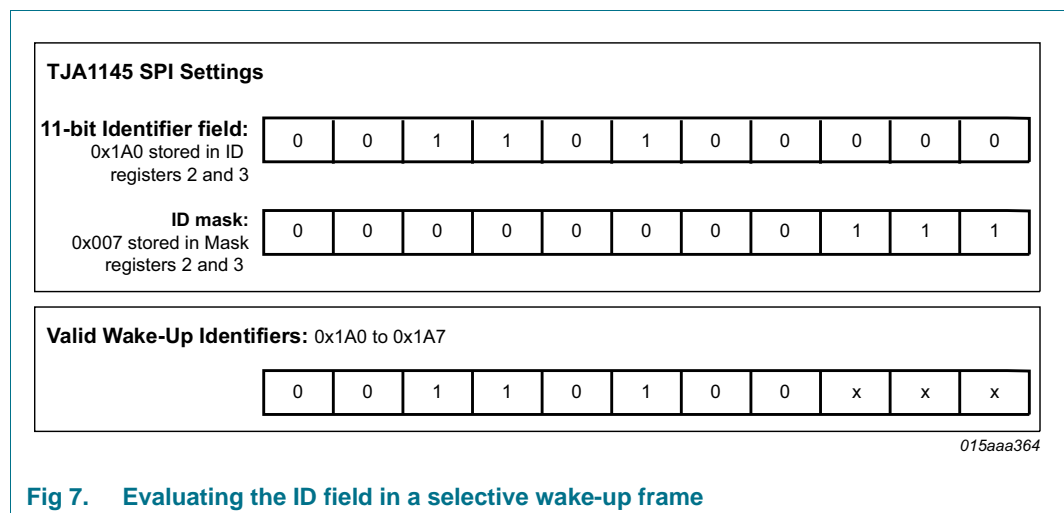 TJA1145 SPI Settings
11-bit Identifier field:
0x1A0 stored in ID
registers 2 and 3
0 0 1 1 0 1 0 0 0 0 0
ID mask:
0x007 stored in Mask
registers 2 and 3
0 0 0 0 0 0 0 0 1 1 1
Valid Wake-Up Identifiers: 0x1A0 to 0x1A7
0 0 1 1 0 1 0 0 x x x
015aaa364
Fig 7. Evaluating the ID field in a selective wake-up frame